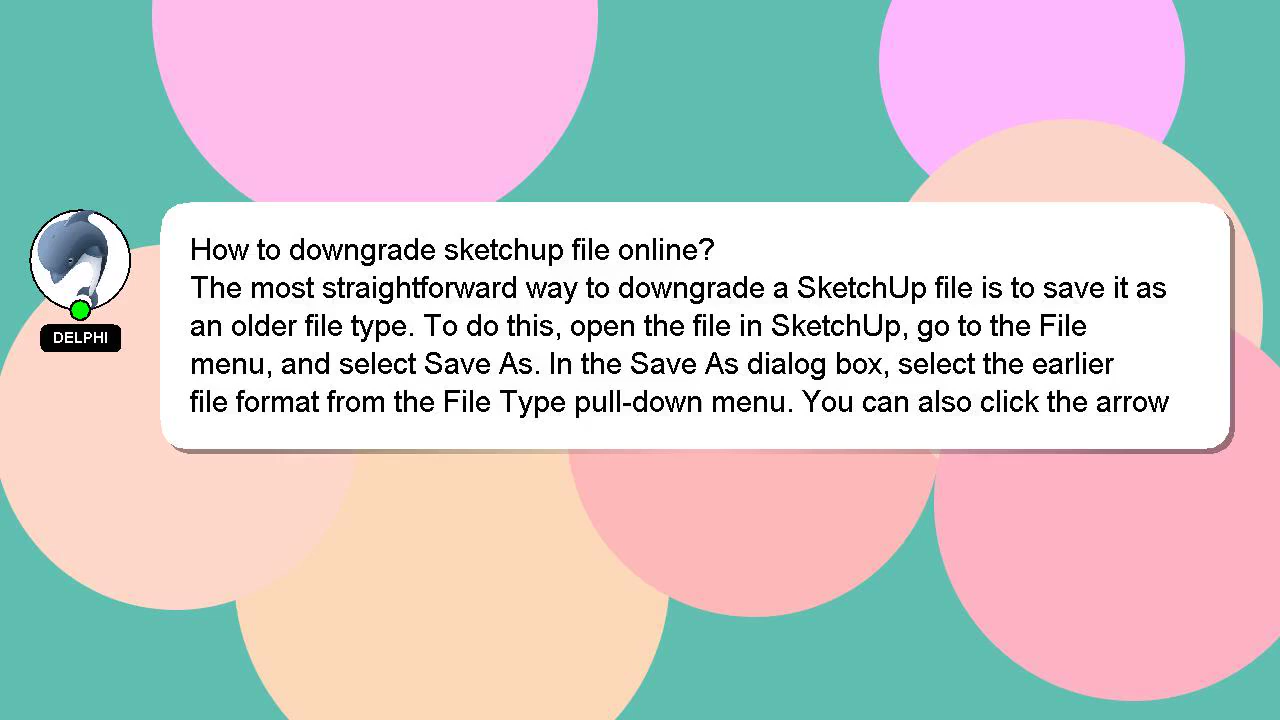 How to downgrade sketchup file online?
The most straightforward way to downgrade a SketchUp file is to save it as
an older file type. To do this, open the file in SketchUp, go to the File
menu, and select Save As. In the Save As dialog box, select the earlier
file format from the File Type pull-down menu. You can also click the arrow
DELPHI